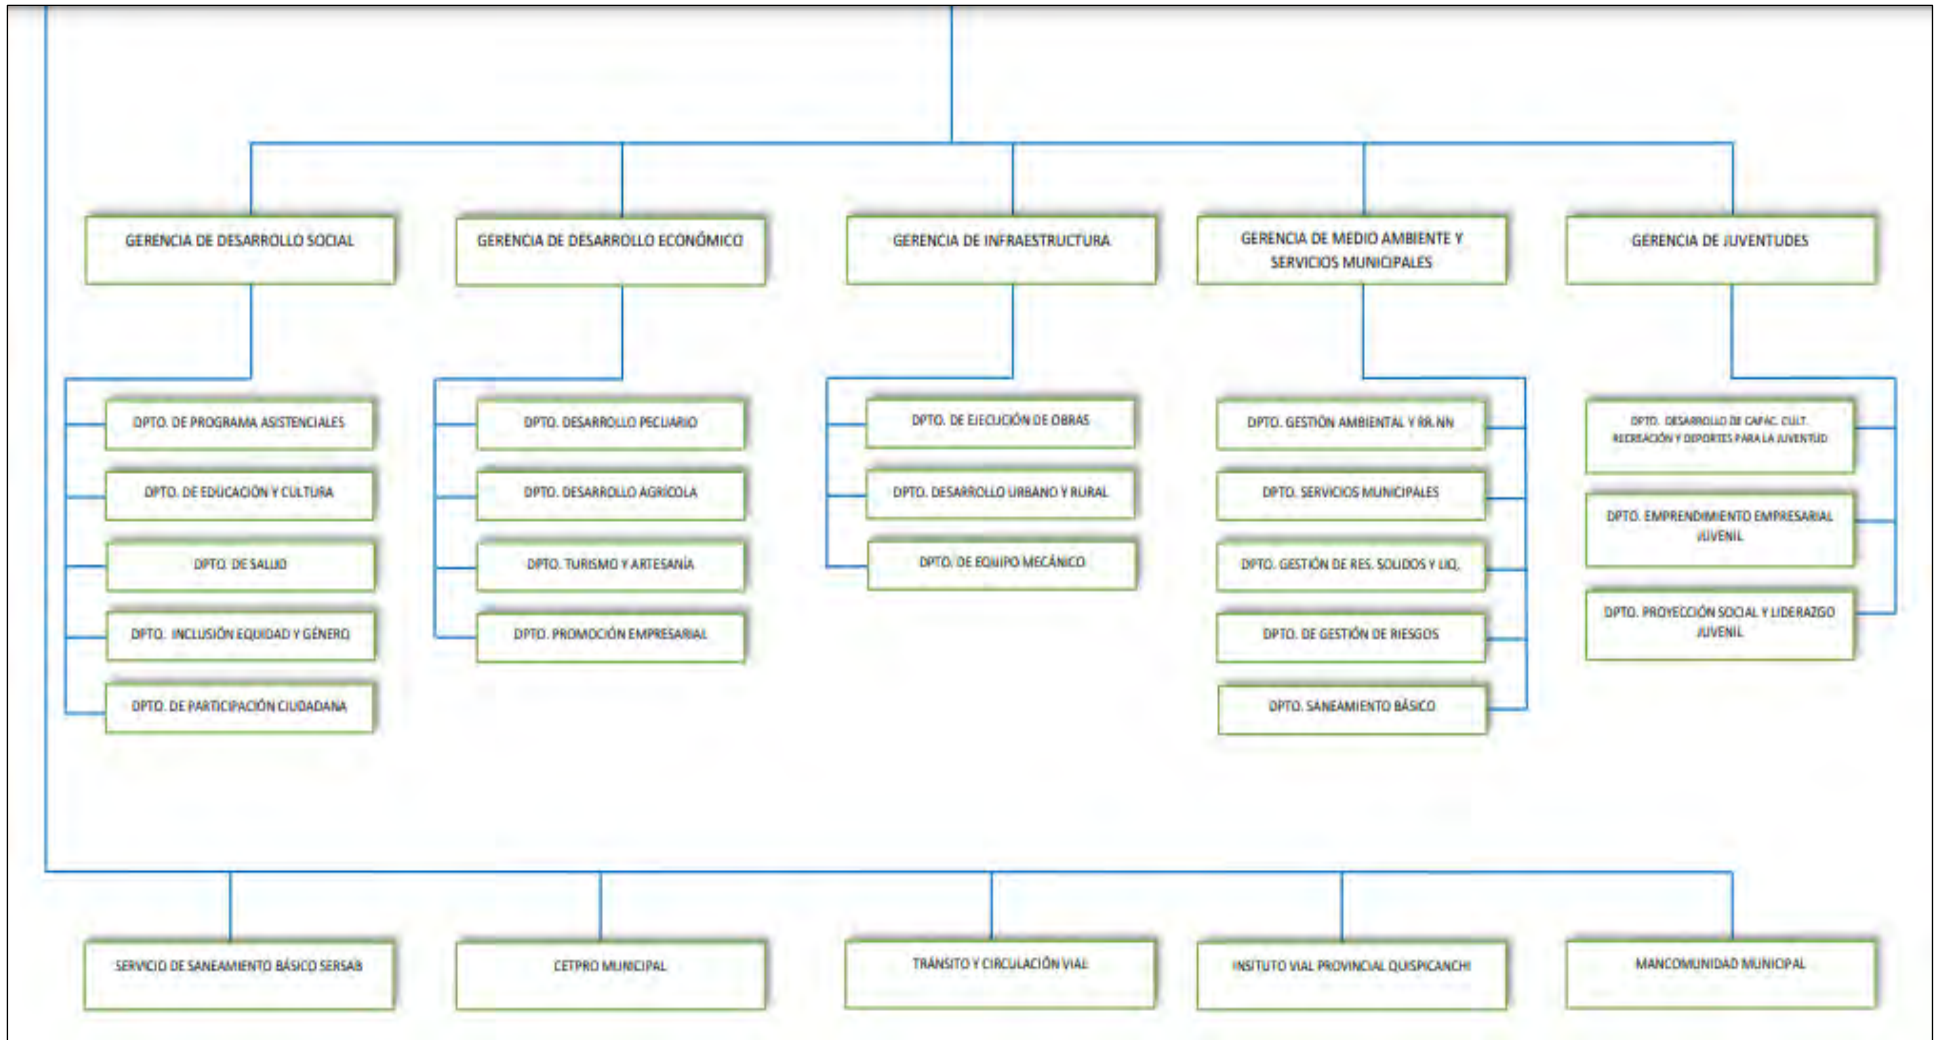 GERENCIA DE DESARROLLO SOCIAL
GERENCIA DE DESARROLLO ECONÓMICO
GERENCIA DE INFRAESTRUCTURA
GERENCIA DE MEDIO AMBIENTE Y
SERVICIOS MUNICIPALES
GERENCIA DE JUVENTUDES
DPTO. DE PROGRAMA ASISTENCIALES
DPTO. DE EDUCACIÓN Y CULTURA
DPTO. DE SALUD
DPTO. INCLUSIÓN EQUIDAD Y GÉNERO
DPTO. DE PARTICIPACIÓN CIUDADANA
DPTO. DESARROLLO PECUARIO
DPTO. DESARROLLO AGRICOLA
DPTO. TURISMO Y ARTESANÍA
DPTO. PROMOCIÓN EMPRESARIAL
DPTO. DE EJECUCIÓN DE OBRAS
DPTO. DESARROLLO URBANO Y RURAL
DPTO. DE EQUIPO MECÁNICO
DPTO. GESTIÓN AMBIENTAL Y RR.NN
DPTO. SERVICIOS MUNICIPALES
DPTO. GESTIÓN DE RES. SOLIDOS Y LIQ.
DPTO. DE GESTIÓN DE RIESGOS
DPTO. SANEAMIENTO BÁSICO
DPTO. DESARROLLO DE CAPAC. CULT.
RECREACIÓN Y DEPORTES PARA LA JUVENTUD
DPTO. EMPRENDIMIENTO EMPRESARIAL
JUVENIL
DPTO. PROYECCIÓN SOCIAL Y LIDERAZGO
JUVENIL
SERVICIO DE SANEAMIENTO BÁSICO SERSAB
CETPRO MUNICIPAL
TRÁNSITO Y CIRCULACIÓN VIAL
INSITUTO VIAL PROVINCIAL QUISPICANCHI
MANCOMUNIDAD MUNICIPAL